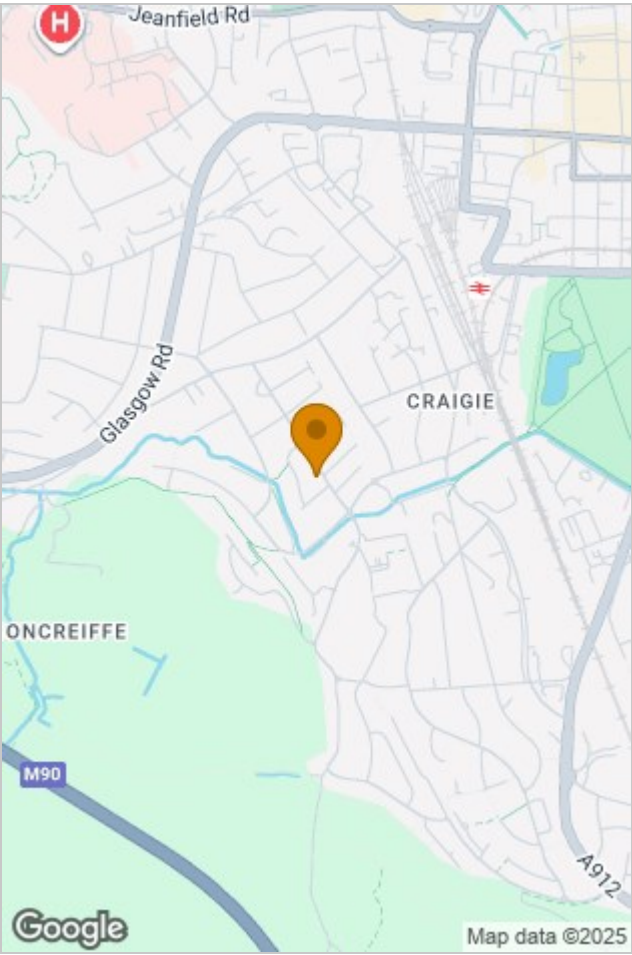 H
Jeanfield Rd
Glasgow Rd
CRAIGIE
ONCREIFFE
M90
A912
Google
Map data ©2025